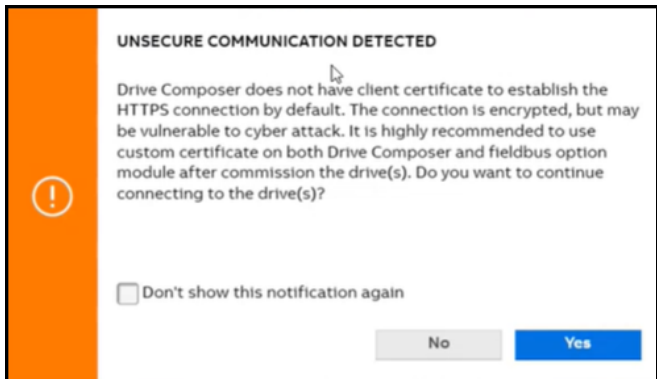 UNSECURE COMMUNICATION DETECTED
Drive Composer does not have client certificate to establish the
HTTPS connection by default. The connection is encrypted, but may
be vulnerable to cyber attack. It is highly recommended to use
custom certificate on both Drive Composer and fieldbus option
module after commission the drive(s). Do you want to continue
connecting to the drive(s)?
Don't show this notification again
No
Yes